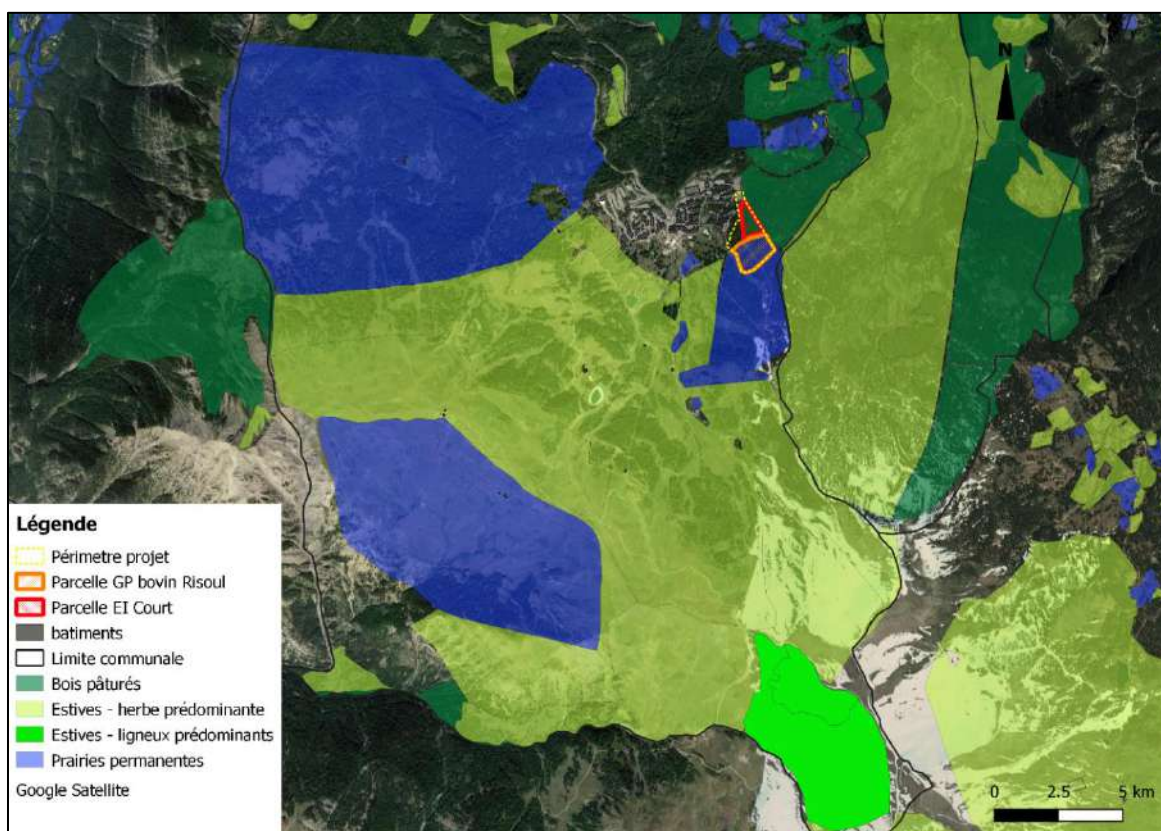 N
Légende
Périmetre projet
Parcelle GP bovin Risoul
Parcelle EI Court
batiments
Limite communale
Bois pâturés
Estives - herbe prédominante
Estives - ligneux prédominants
Prairies permanentes
Google Satellite
0 2.5 5 km